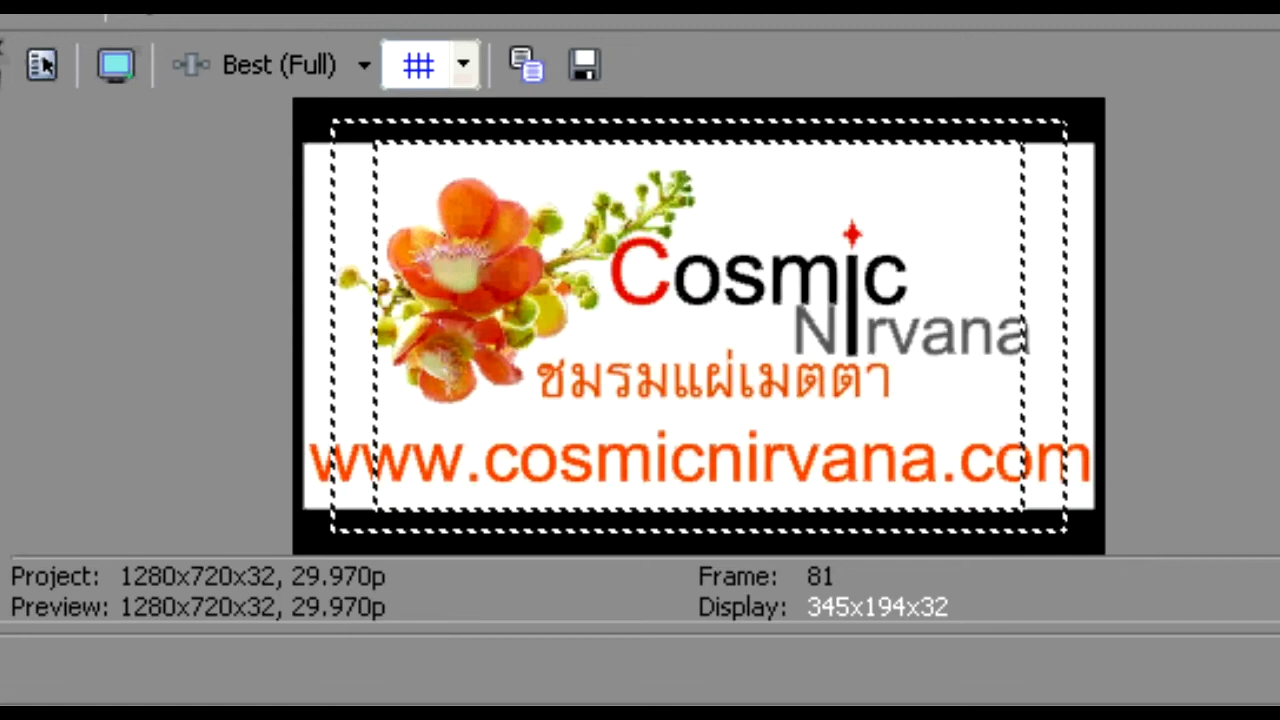 Best (Full)
Cosmic
Nirvana
ชมรมแผ่เมตตา
www.cosmicnirvana.com
Project: 1280x720x32, 29.970p
Frame: 81
Preview: 1280x720x32, 29.970p
Display: 345x194x32